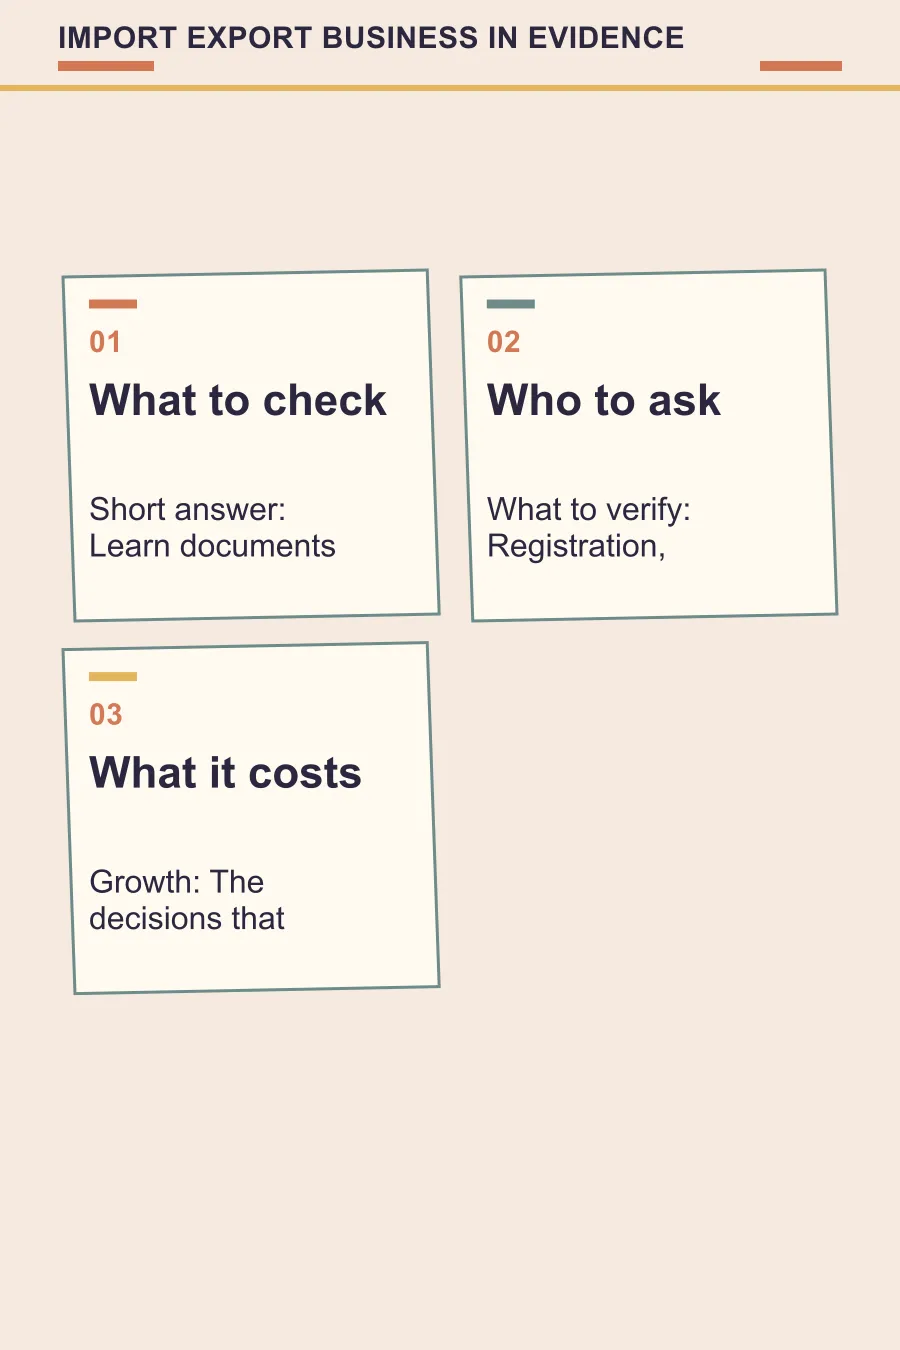 IMPORT EXPORT BUSINESS IN EVIDENCE
01
What to check
Short answer:
Learn documents
02
Who to ask
What to verify:
Registration,
03
What it costs
Growth: The
decisions that